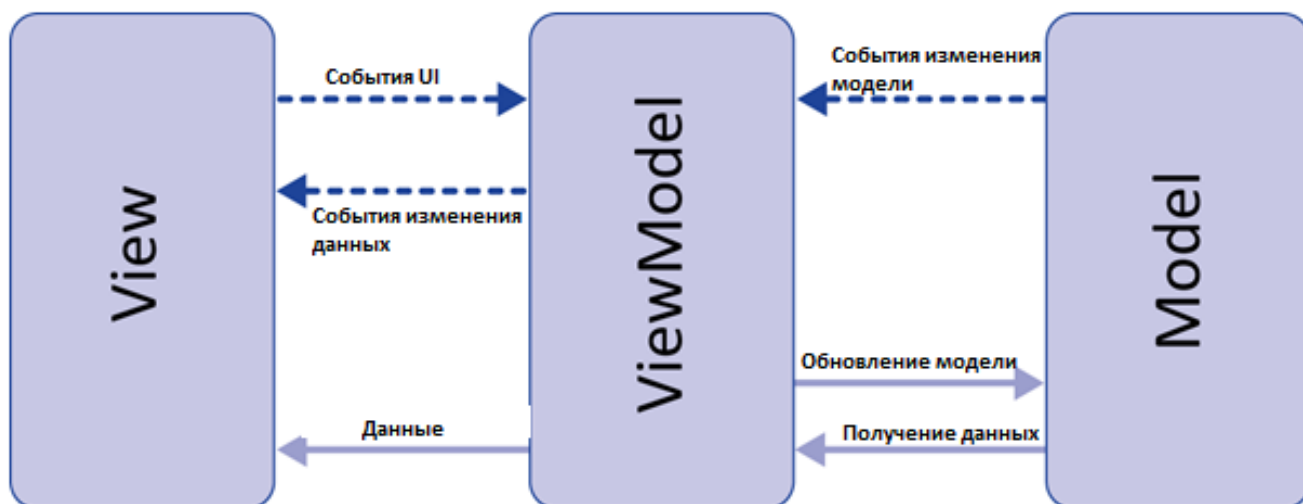 View
События UI
События изменения
данных
Данные
ViewModel
События изменения
модели
Обновление модели
Получение данных
Model